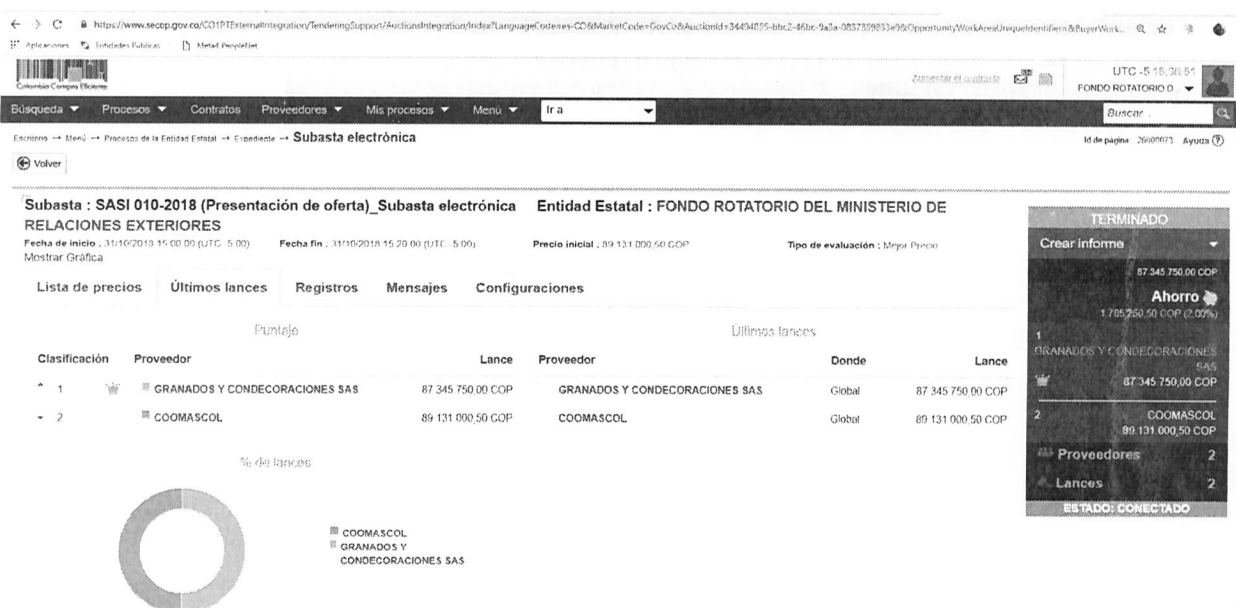 https://www.secop.gov.co/CO1PTExternalIntegration/TenderingSupport/AuctionsIntegration/Index?LanguageCode=es-CO&MarketCode=GovCo&AuctionId=
Aplicaciones Entidades Publicas Meta4 PeopleNet
Colombia Compra Eficiente
Aumentar el contraste
UTC -5
FONDO ROTATORIO D...
Búsqueda Procesos Contratos Proveedores Mis procesos Menú Ir a Buscar
Escritorio → Menú → Procesos de la Entidad Estatal → Expediente → Subasta electrónica
Id de página: Ayuda (?)
Volver
Subasta : SASI 010-2018 (Presentación de oferta)_Subasta electrónica Entidad Estatal : FONDO ROTATORIO DEL MINISTERIO DE
RELACIONES EXTERIORES
Fecha de inicio : 31/10/2018 15:00:00 (UTC -5:00) Fecha fin : 31/10/2018 15:20:00 (UTC -5:00) Precio inicial : 89 131 000,50 COP Tipo de evaluación : Mejor Precio
Mostrar Gráfica
Lista de precios Últimos lances Registros Mensajes Configuraciones
Puntaje Últimos lances
Clasificación Proveedor Lance Proveedor Donde Lance
1 GRANADOS Y CONDECORACIONES SAS 87 345 750,00 COP GRANADOS Y CONDECORACIONES SAS Global 87 345 750,00 COP
2 COOMASCOL 89 131 000,50 COP COOMASCOL Global 89 131 000,50 COP
% de lances
COOMASCOL
GRANADOS Y
CONDECORACIONES SAS
TERMINADO
Crear informe
87.345.750,00 COP
Ahorro
(2,00%)
1
GRANADOS Y CONDECORACIONES
SAS
87.345.750,00 COP
2 COOMASCOL
89.131.000,50 COP
Proveedores 2
Lances 2
ESTADO: CONECTADO